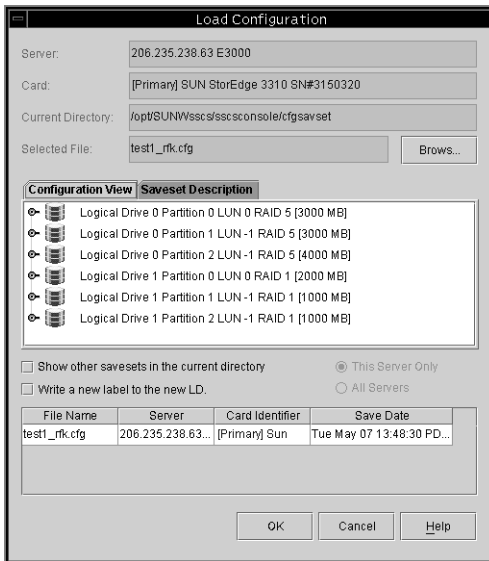 Load Configuration
Server: 206.235.238.63 E3000
Card: [Primary] SUN StorEdge 3310 SN#3150320
Current Directory: /opt/SUNWsscs/sscsconsole/cfgsavset
Selected File: test1_rfk.cfg Brows...
Configuration View Saveset Description
Logical Drive 0 Partition 0 LUN 0 RAID 5 [3000 MB]
Logical Drive 0 Partition 1 LUN -1 RAID 5 [3000 MB]
Logical Drive 0 Partition 2 LUN -1 RAID 5 [4000 MB]
Logical Drive 1 Partition 0 LUN 0 RAID 1 [2000 MB]
Logical Drive 1 Partition 1 LUN -1 RAID 1 [1000 MB]
Logical Drive 1 Partition 2 LUN -1 RAID 1 [1000 MB]
Show other savesets in the current directory This Server Only
Write a new label to the new LD. All Servers
File Name Server Card Identifier Save Date
test1_rfk.cfg 206.235.238.63... [Primary] Sun Tue May 07 13:48:30 PD...
OK Cancel Help